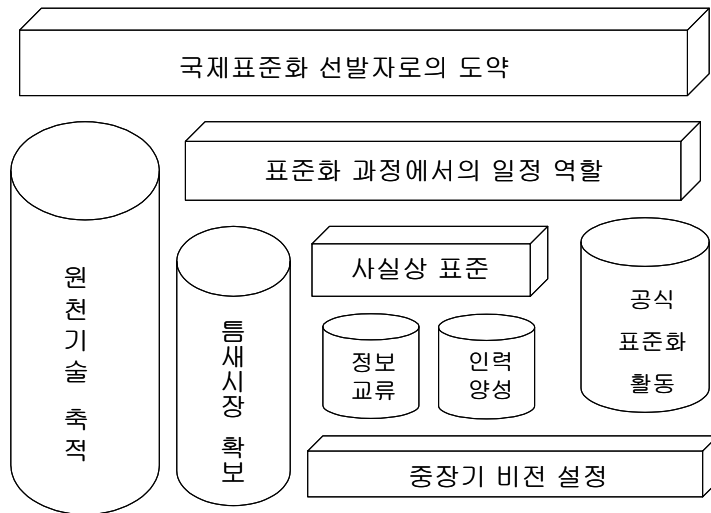 국제표준화 선발자로의 도약
표준화 과정에서의 일정 역할
원천기술 축적
틈새시장 확보
사실상 표준
정보
교류
인력
양성
공식
표준화
활동
중장기 비전 설정